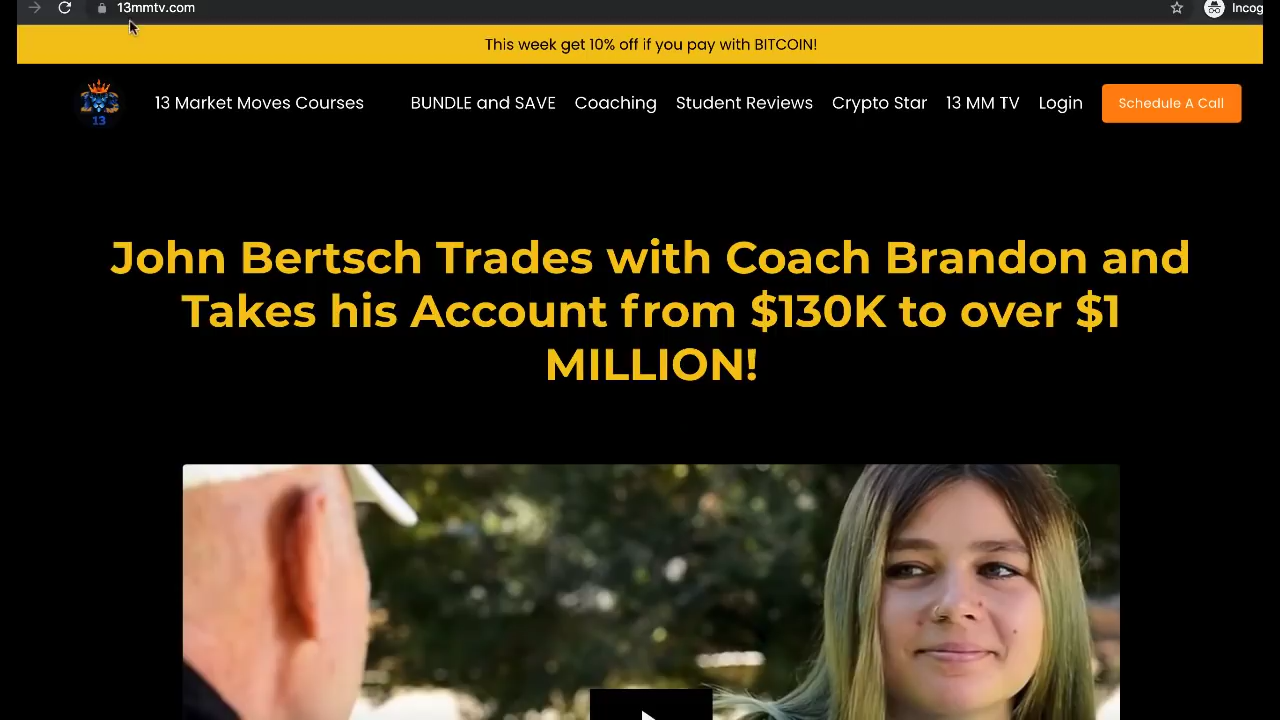 13mmtv.com
Incog
This week get 10% off if you pay with BITCOIN!
13 Market Moves Courses BUNDLE and SAVE Coaching Student Reviews Crypto Star 13 MM TV Login Schedule A Call
13
John Bertsch Trades with Coach Brandon and
Takes his Account from $130K to over $1
MILLION!